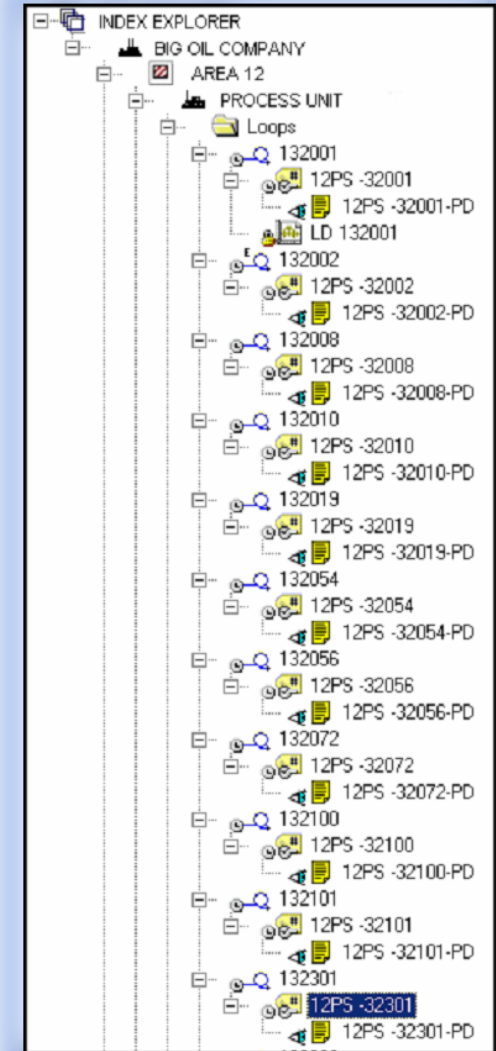 INDEX EXPLORER
BIG OIL COMPANY
AREA 12
PROCESS UNIT
Loops
132001
12PS -32001
12PS -32001-PD
LD 132001
E
132002
12PS -32002
12PS -32002-PD
132008
12PS -32008
12PS -32008-PD
132010
12PS -32010
12PS -32010-PD
132019
12PS -32019
12PS -32019-PD
132054
12PS -32054
12PS -32054-PD
132056
12PS -32056
12PS -32056-PD
132072
12PS -32072
12PS -32072-PD
132100
12PS -32100
12PS -32100-PD
132101
12PS -32101
12PS -32101-PD
132301
12PS -32301
12PS -32301-PD